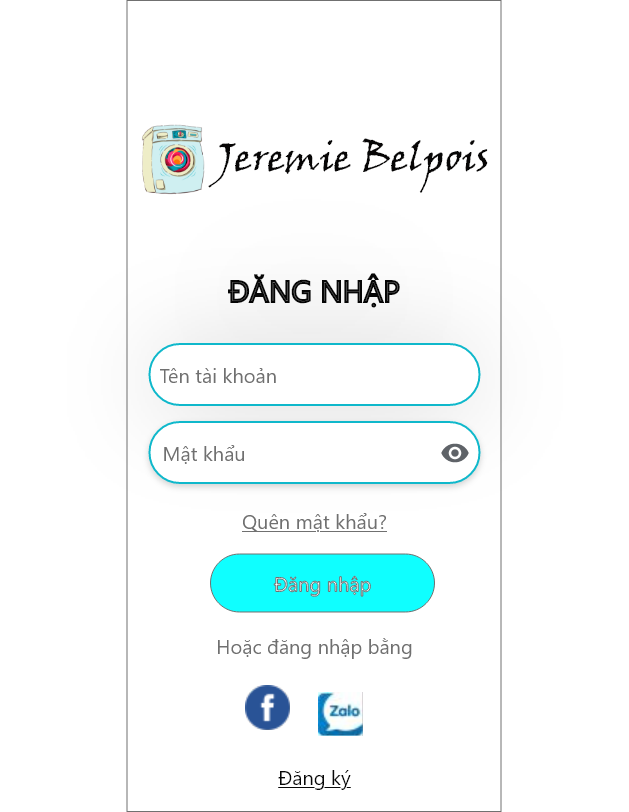 Jeremie Belpois
ĐĂNG NHẬP
Tên tài khoản
Mật khẩu
Quên mật khẩu?
Đăng nhập
Hoặc đăng nhập bằng
f
Zalo
Đăng ký